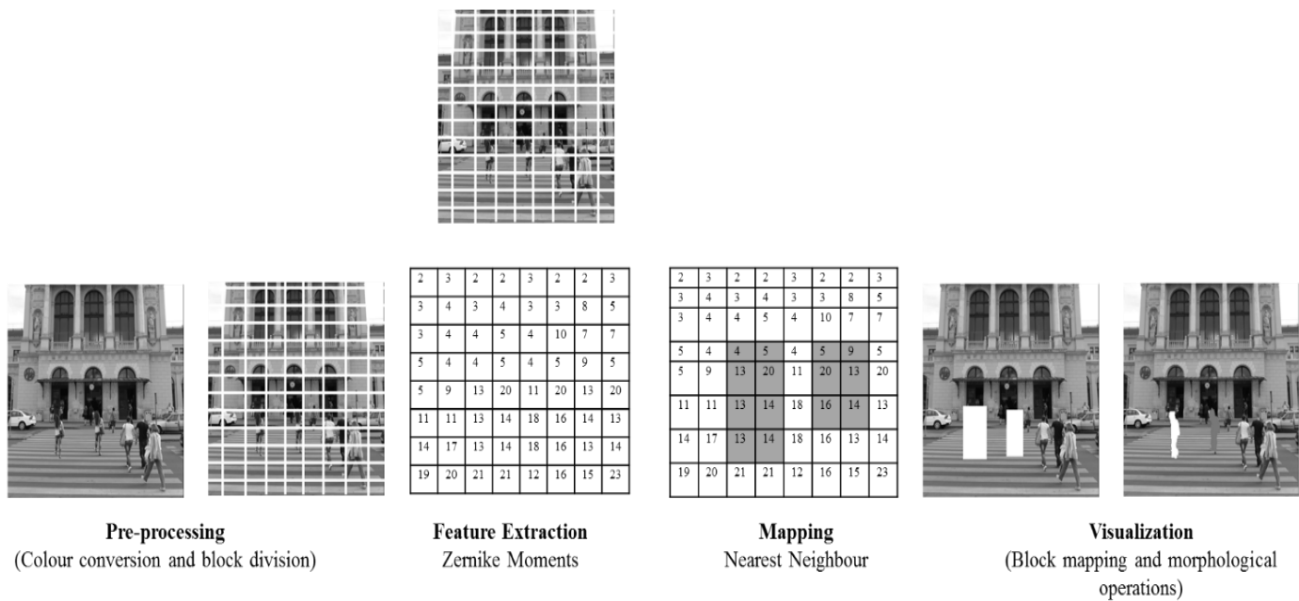 2 3 2 2 3 2 2 3
3 4 3 4 3 3 8 5
3 4 4 5 4 10 7 7
5 4 4 5 4 5 9 5
5 9 13 20 11 20 13 20
11 11 13 14 18 16 14 13
14 17 13 14 18 16 13 14
19 20 21 21 12 16 15 23
2 3 2 2 3 2 2 3
3 4 3 4 3 3 8 5
3 4 4 5 4 10 7 7
5 4 4 5 4 5 9 5
5 9 13 20 11 20 13 20
11 11 13 14 18 16 14 13
14 17 13 14 18 16 13 14
19 20 21 21 12 16 15 23
Pre-processing
(Colour conversion and block division)
Feature Extraction
Zernike Moments
Mapping
Nearest Neighbour
Visualization
(Block mapping and morphological
operations)